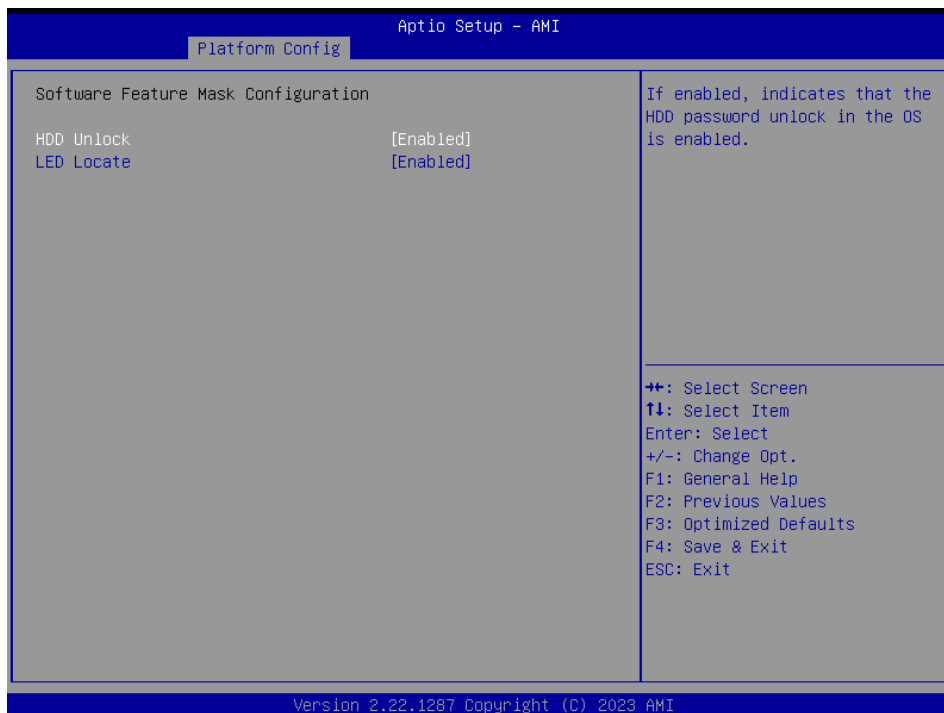 Aptio Setup – AMI
Platform Config
Software Feature Mask Configuration
HDD Unlock [Enabled]
LED Locate [Enabled]
If enabled, indicates that the
HDD password unlock in the OS
is enabled.
→←: Select Screen
↑↓: Select Item
Enter: Select
+/-: Change Opt.
F1: General Help
F2: Previous Values
F3: Optimized Defaults
F4: Save & Exit
ESC: Exit
Version 2.22.1287 Copyright (C) 2023 AMI